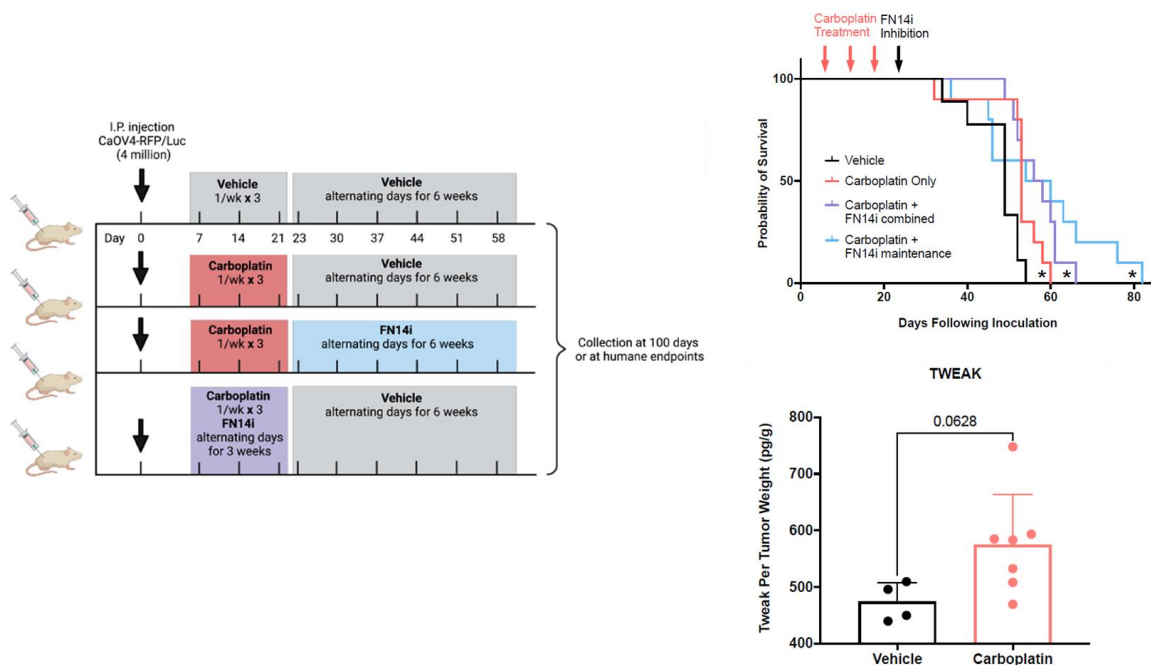 I.P. injection
CaOV4-RFP/Luc
(4 million)
Vehicle
1/wk x 3
Vehicle
alternating days for 6 weeks
Day 0 7 14 21 23 30 37 44 51 58
Carboplatin
1/wk x 3
Vehicle
alternating days for 6 weeks
Carboplatin
1/wk x 3
FN14i
alternating days for 6 weeks
Carboplatin
1/wk x 3
FN14i
alternating days
for 3 weeks
Vehicle
alternating days for 6 weeks
Collection at 100 days
or at humane endpoints
Carboplatin
Treatment
FN14i
Inhibition
Probability of Survival
100
50
0
Vehicle
Carboplatin Only
Carboplatin +
FN14i combined
Carboplatin +
FN14i maintenance
* * *
0 20 40 60 80
Days Following Inoculation
TWEAK
Tweak Per Tumor Weight (pg/g)
800
700
600
500
400
0.0628
Vehicle Carboplatin